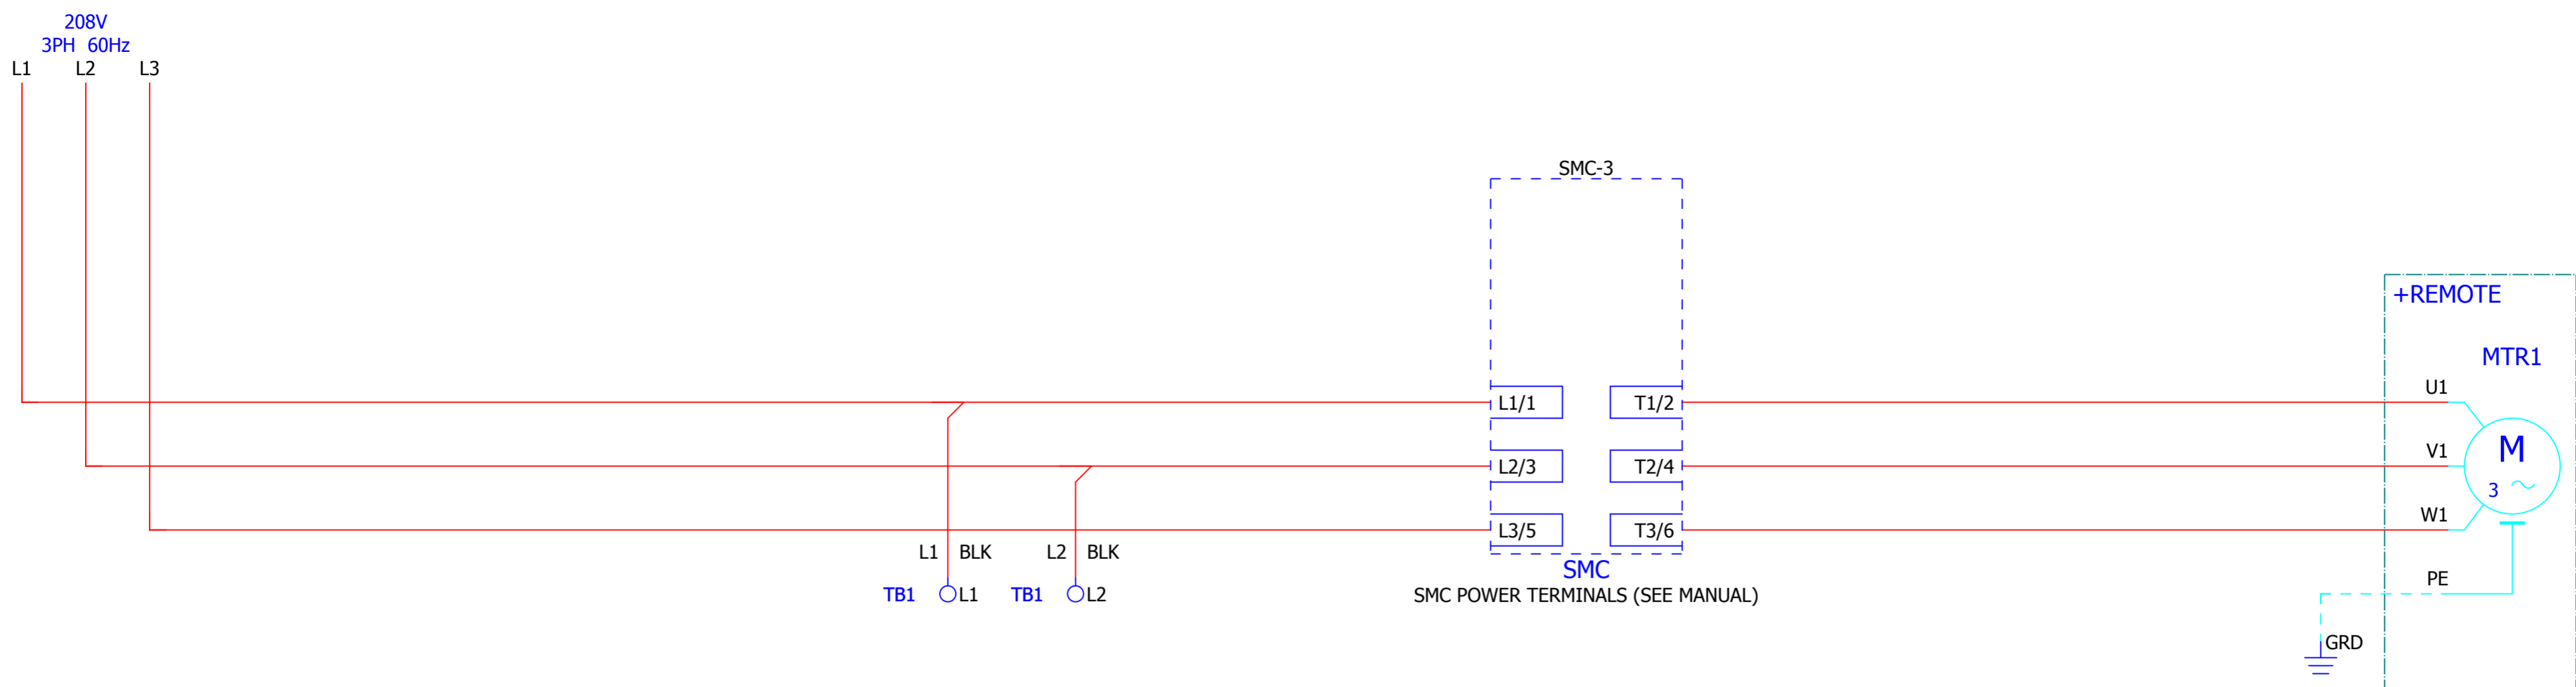 208V
3PH 60Hz
L1 L2 L3
SMC-3
+REMOTE
MTR1
U1
L1/1 T1/2
V1
M
L2/3 T2/4
3
W1
L3/5 T3/6
L1 BLK L2 BLK
SMC
PE
TB1 L1 TB1 L2
SMC POWER TERMINALS (SEE MANUAL)
GRD